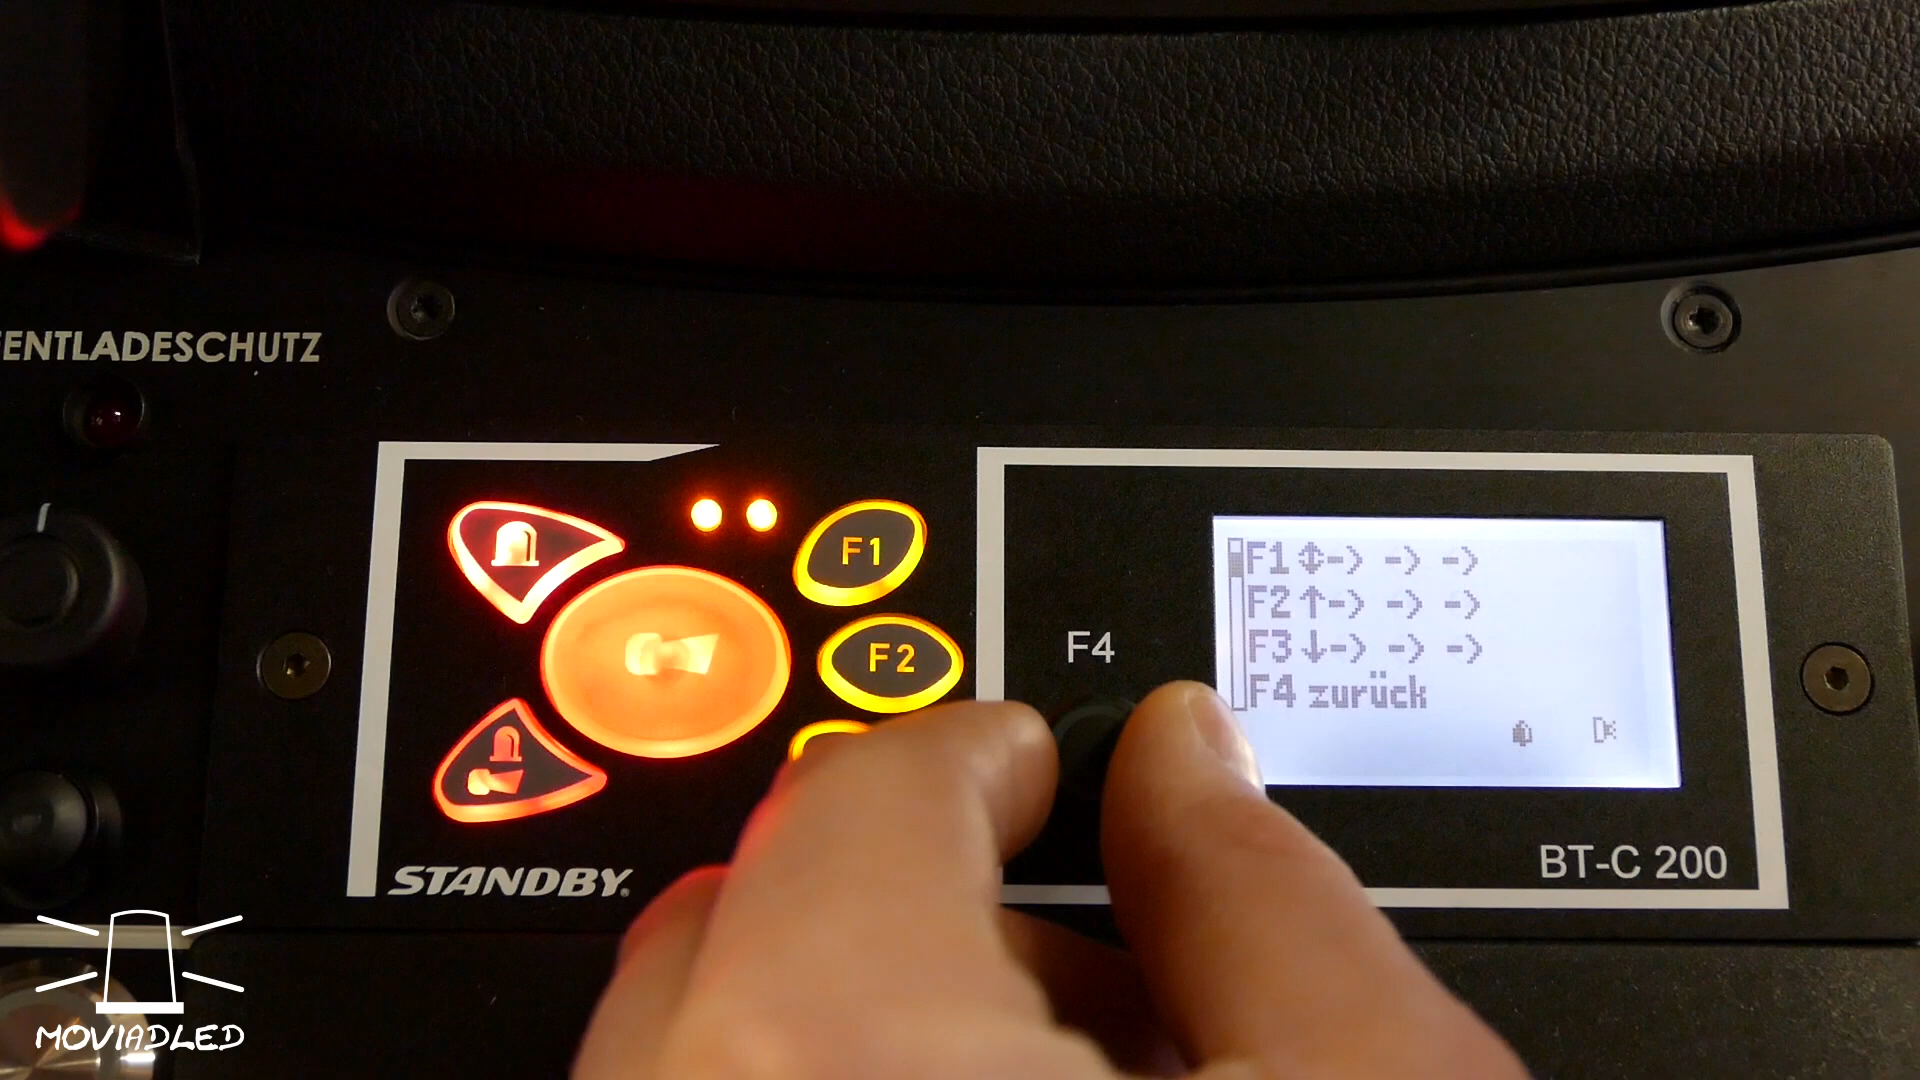 ENTLADESCHUTZ
F1
F2
F4
F1↕-> -> ->
F2↑-> -> ->
F3↓-> -> ->
F4 zurück
STANDBY®
BT-C 200
MOVIADLED